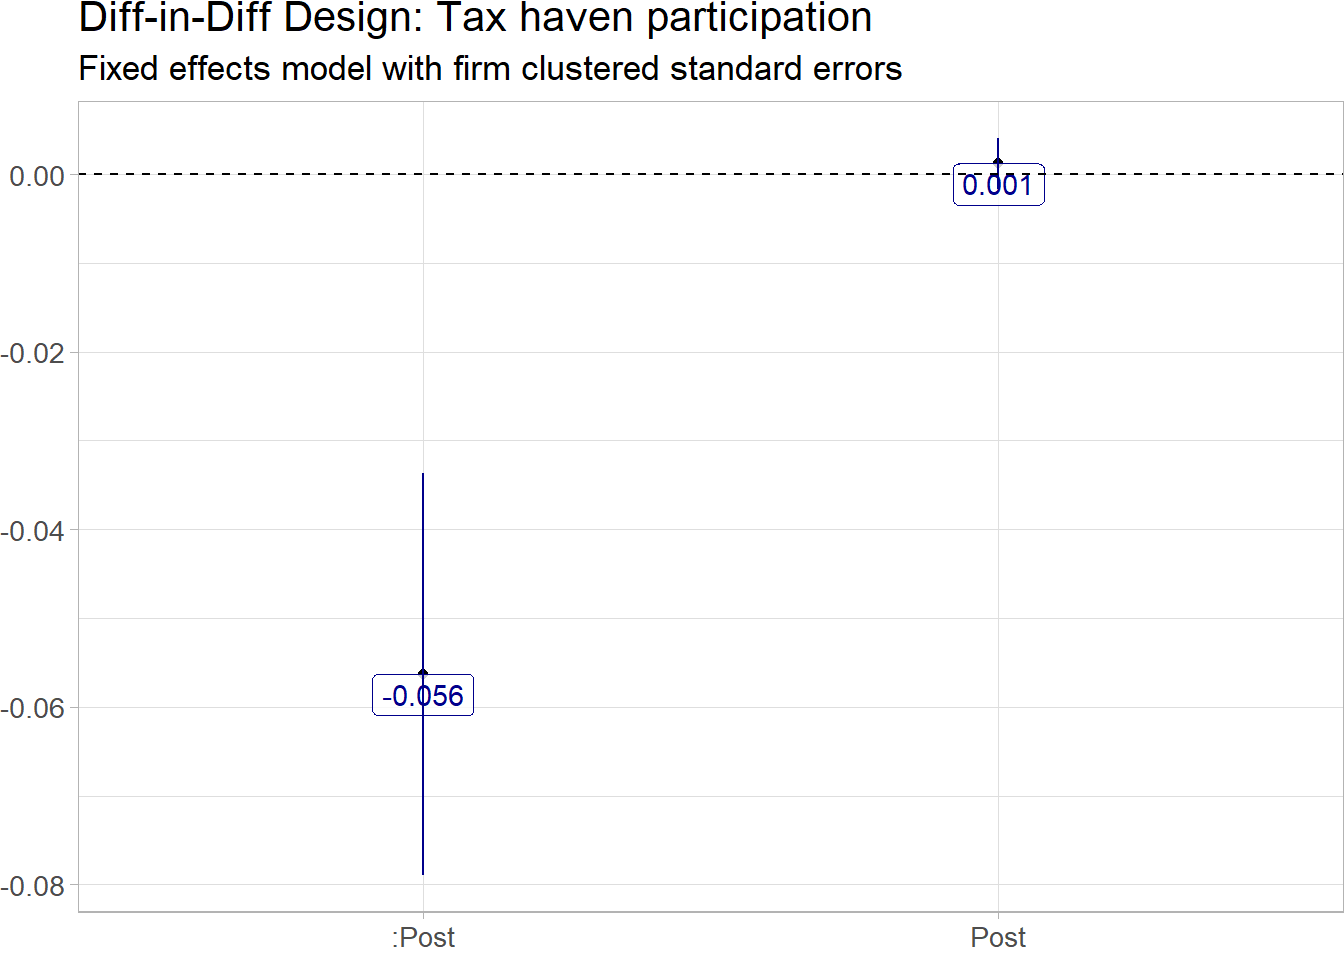 Diff-in-Diff Design: Tax haven participation
Fixed effects model with firm clustered standard errors
0.00
0.001
-0.02
-0.04
-0.056
-0.06
-0.08
:Post
Post